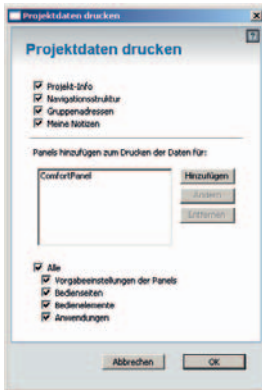 Projektdaten drucken
Projektdaten drucken
Projekt-Info
Navigationsstruktur
Gruppenadressen
Meine Notizen
Panels hinzufügen zum Drucken der Daten für:
ComfortPanel
Hinzufügen
Ändern
Entfernen
Alle
Vorgabeeinstellungen der Panels
Bedienseiten
Bedienelemente
Anwendungen
Abbrechen
OK